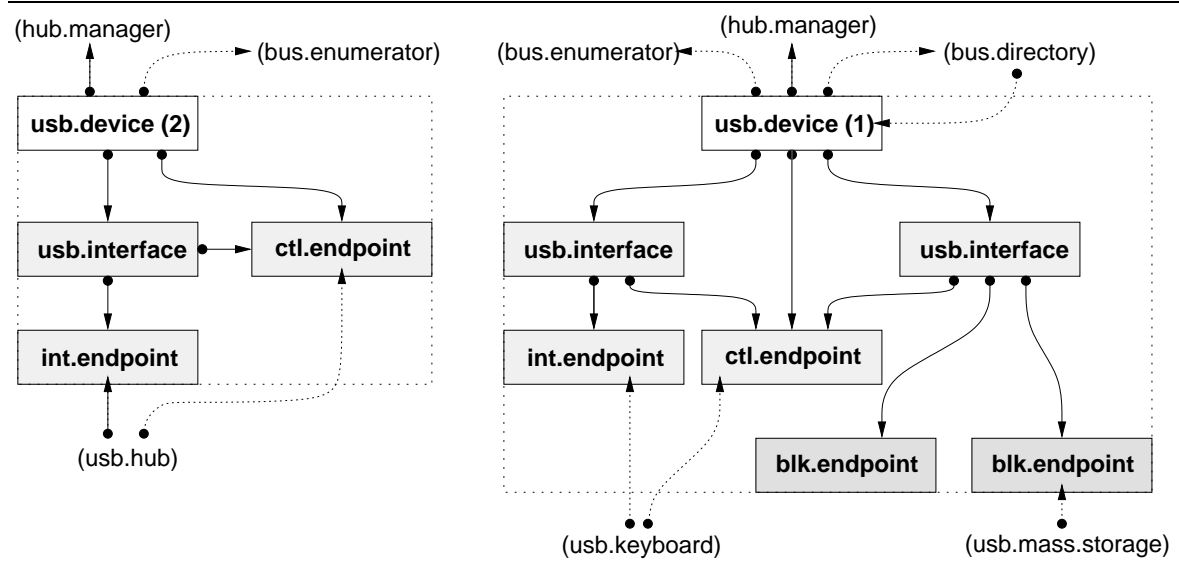 (hub.manager)
(bus.enumerator)
usb.device (2)
usb.interface
ctl.endpoint
int.endpoint
(usb.hub)
(hub.manager)
(bus.enumerator)
(bus.directory)
usb.device (1)
usb.interface
usb.interface
int.endpoint
ctl.endpoint
blk.endpoint
blk.endpoint
(usb.keyboard)
(usb.mass.storage)